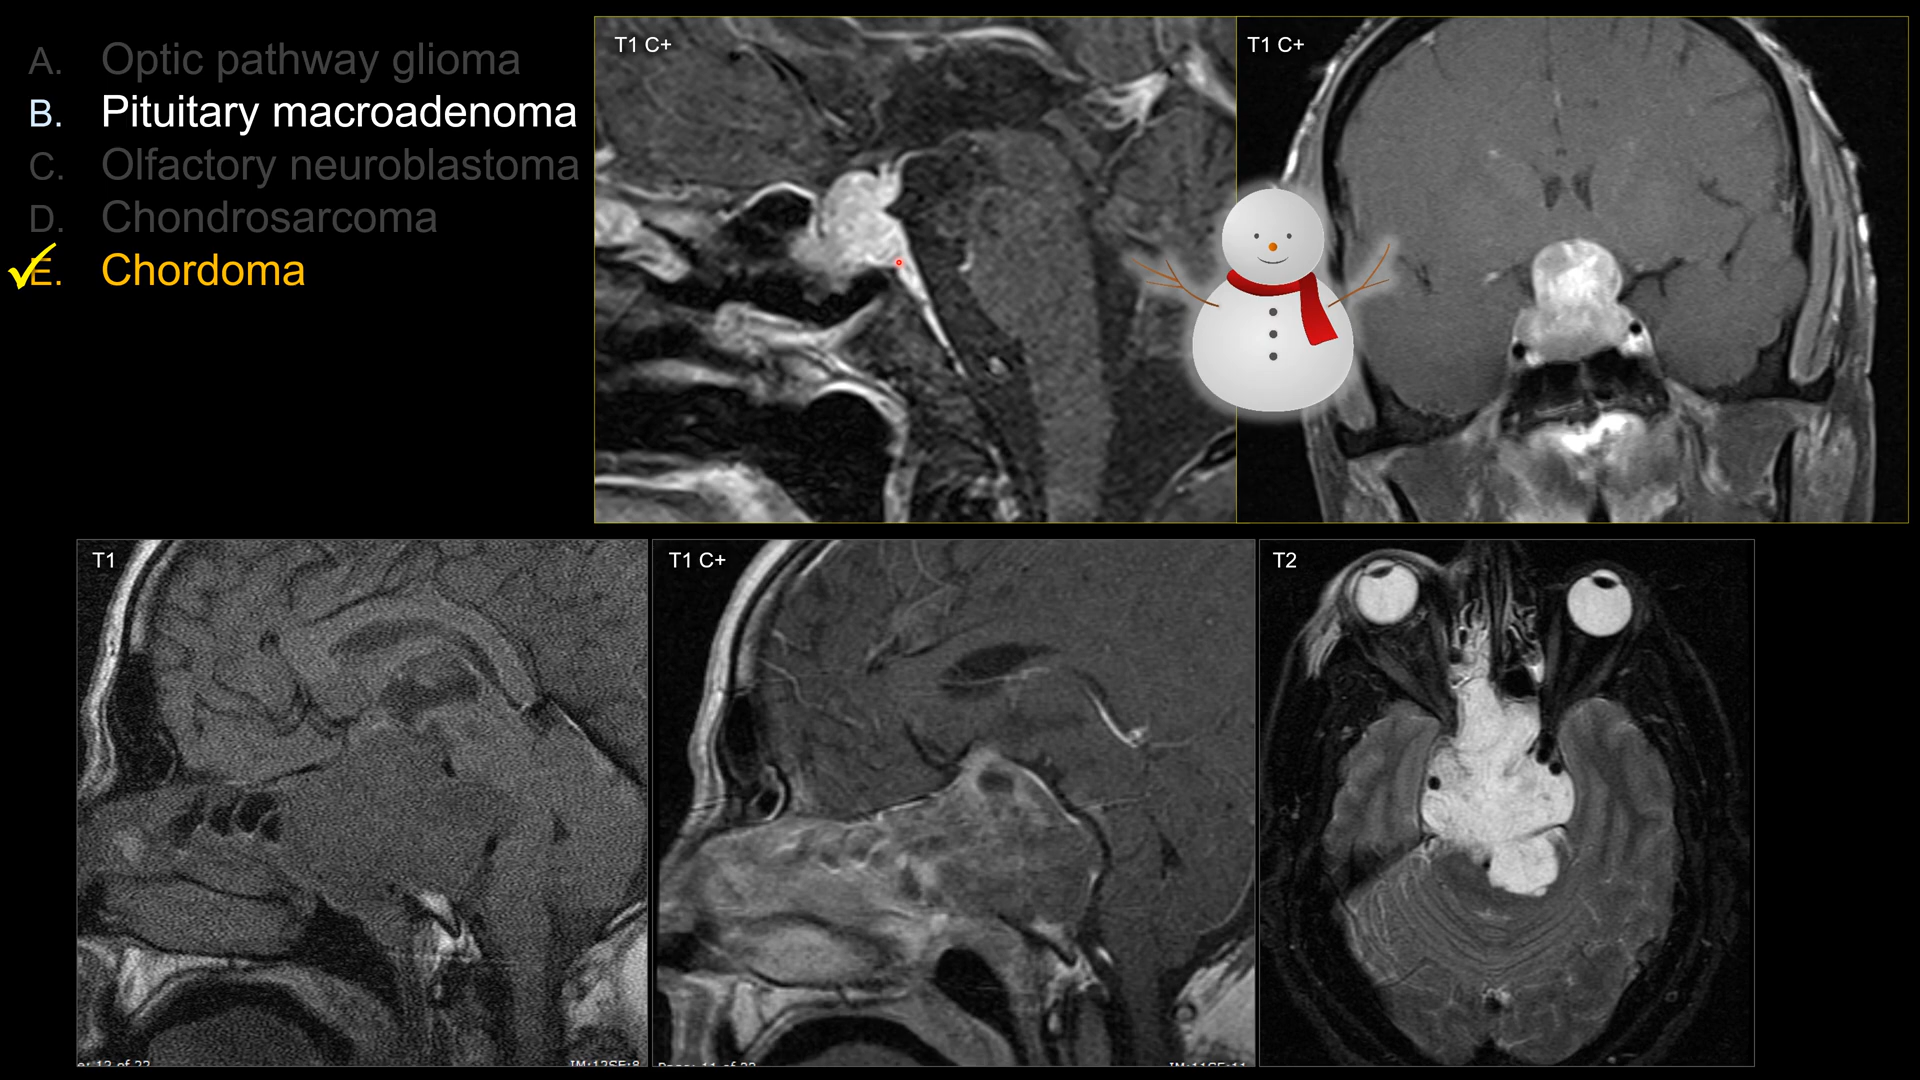 A. Optic pathway glioma
B. Pituitary macroadenoma
C. Olfactory neuroblastoma
D. Chondrosarcoma
E. Chordoma
T1 C+
T1 C+
T1
T1 C+
T2